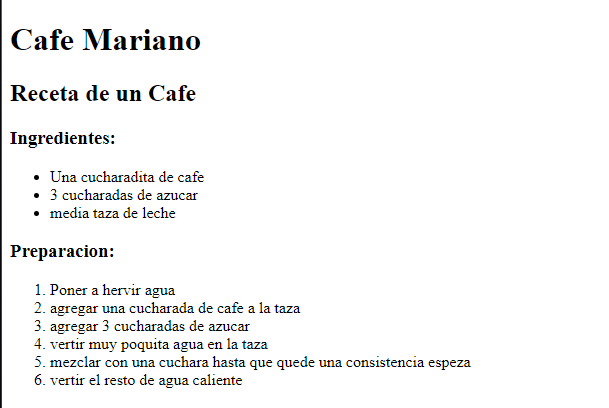 Cafe Mariano
Receta de un Cafe
Ingredientes:
• Una cucharadita de cafe
• 3 cucharadas de azucar
• media taza de leche
Preparacion:
1. Poner a hervir agua
2. agregar una cucharada de cafe a la taza
3. agregar 3 cucharadas de azucar
4. vertir muy poquita agua en la taza
5. mezclar con una cuchara hasta que quede una consistencia espeza
6. vertir el resto de agua caliente